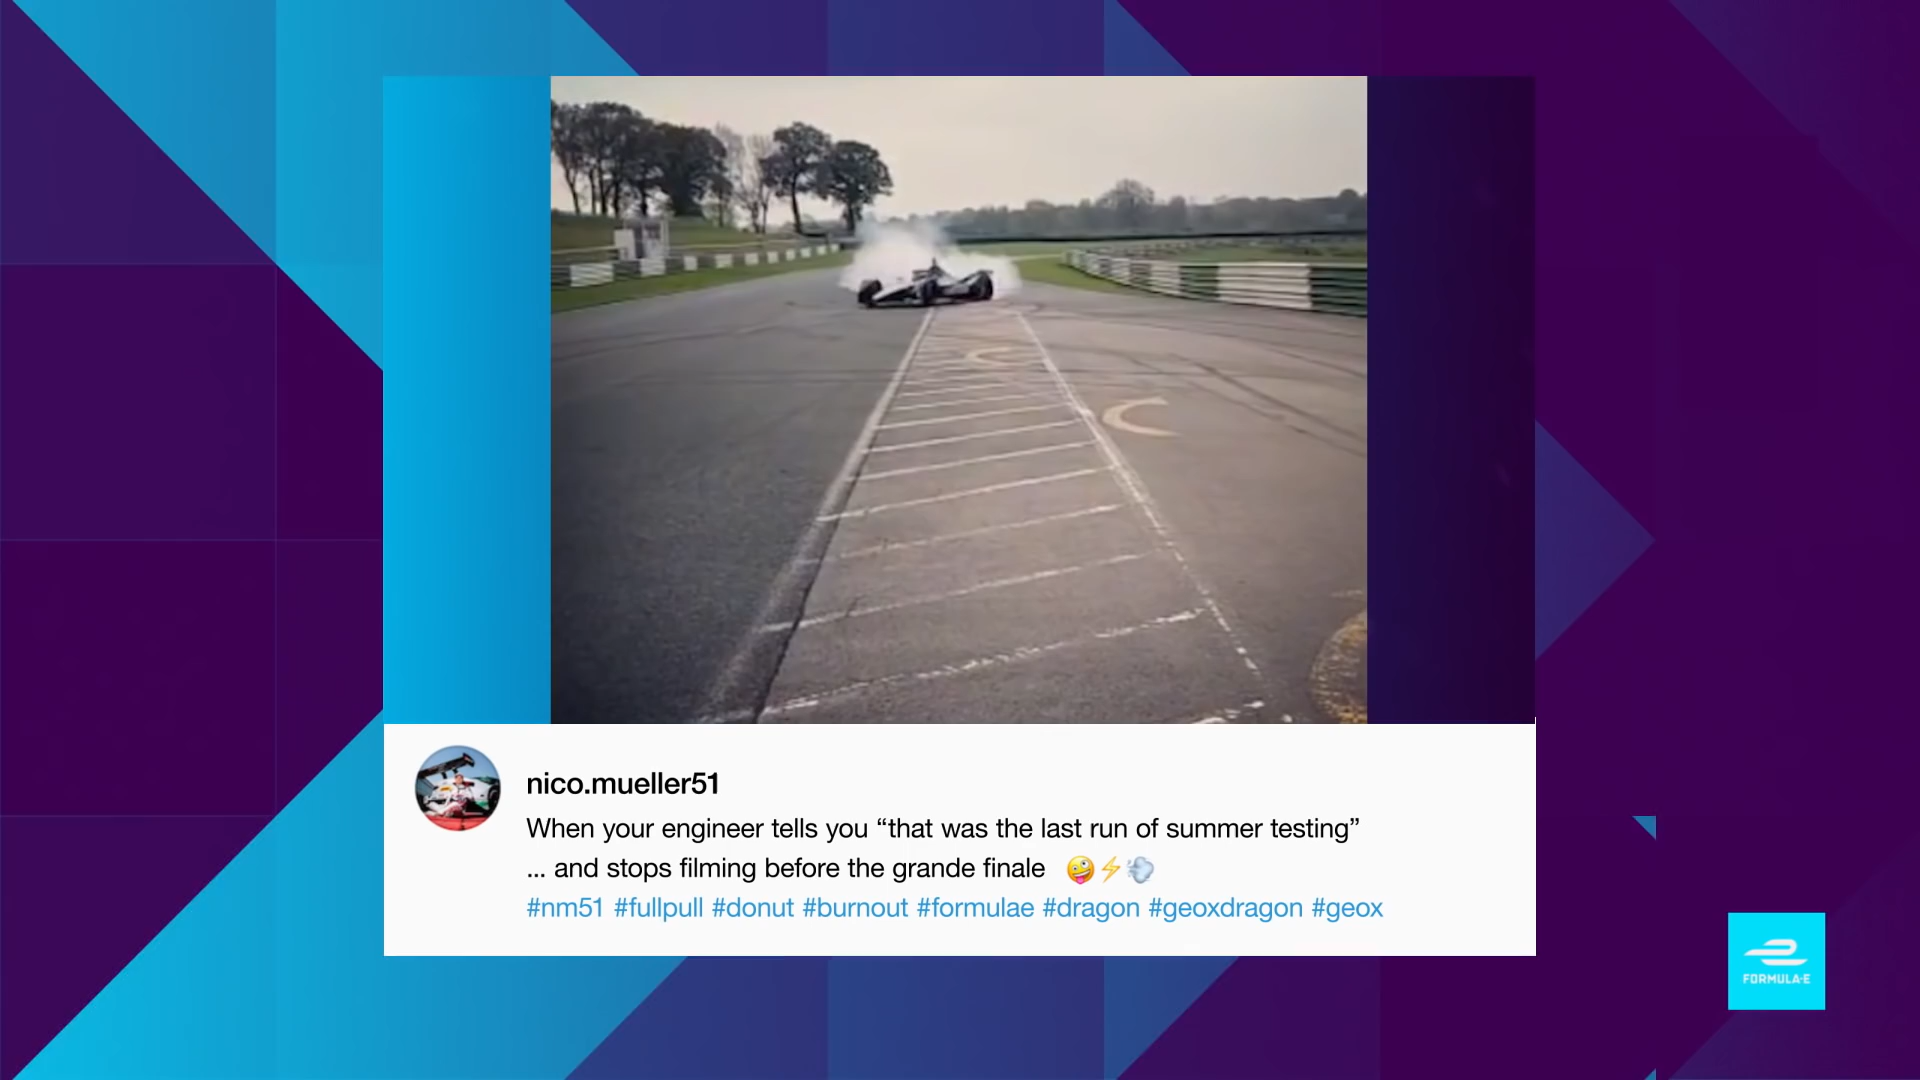 nico.mueller51
When your engineer tells you “that was the last run of summer testing”
... and stops filming before the grande finale 🤪⚡💨
#nm51 #fullpull #donut #burnout #formulae #dragon #geoxdragon #geox
FORMULA-E